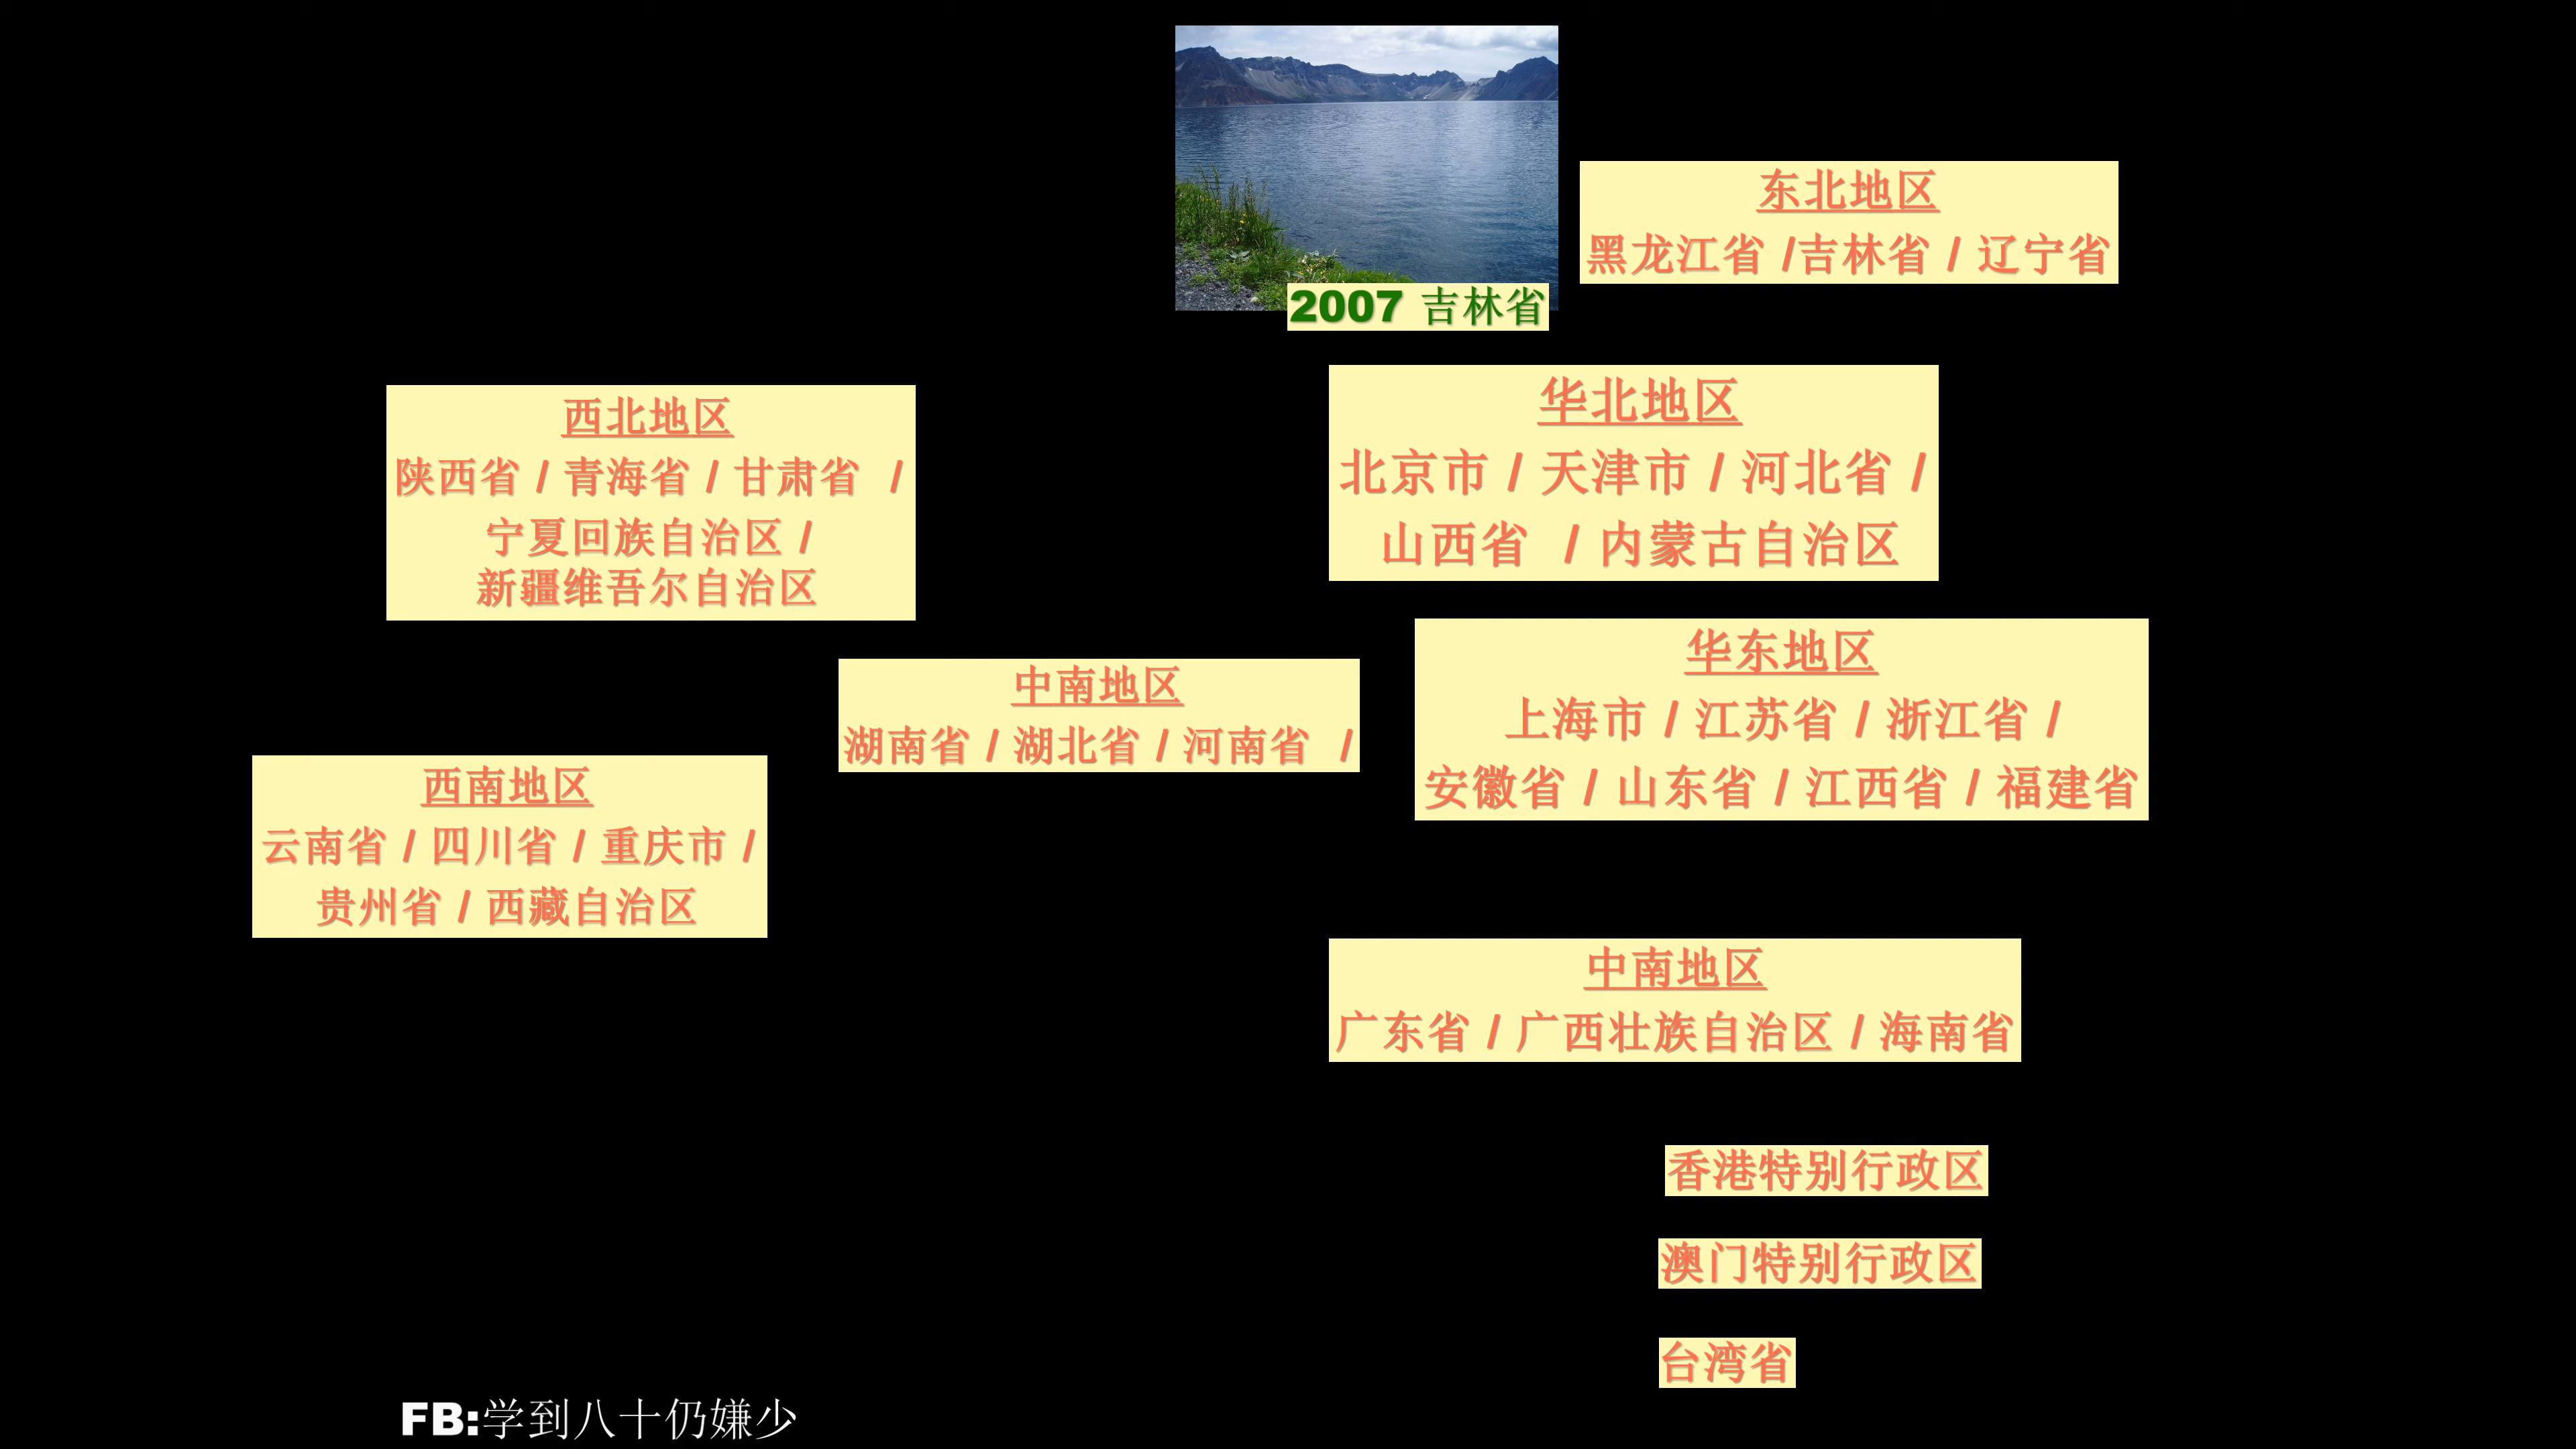 东北地区
黑龙江省 /吉林省 / 辽宁省
2007 吉林省
华北地区
北京市 / 天津市 / 河北省 /
山西省 / 内蒙古自治区
西北地区
陕西省 / 青海省 / 甘肃省 /
宁夏回族自治区 /
新疆维吾尔自治区
华东地区
上海市 / 江苏省 / 浙江省 /
安徽省 / 山东省 / 江西省 / 福建省
中南地区
湖南省 / 湖北省 / 河南省 /
西南地区
云南省 / 四川省 / 重庆市 /
贵州省 / 西藏自治区
中南地区
广东省 / 广西壮族自治区 / 海南省
香港特别行政区
澳门特别行政区
台湾省
FB:学到八十仍嫌少